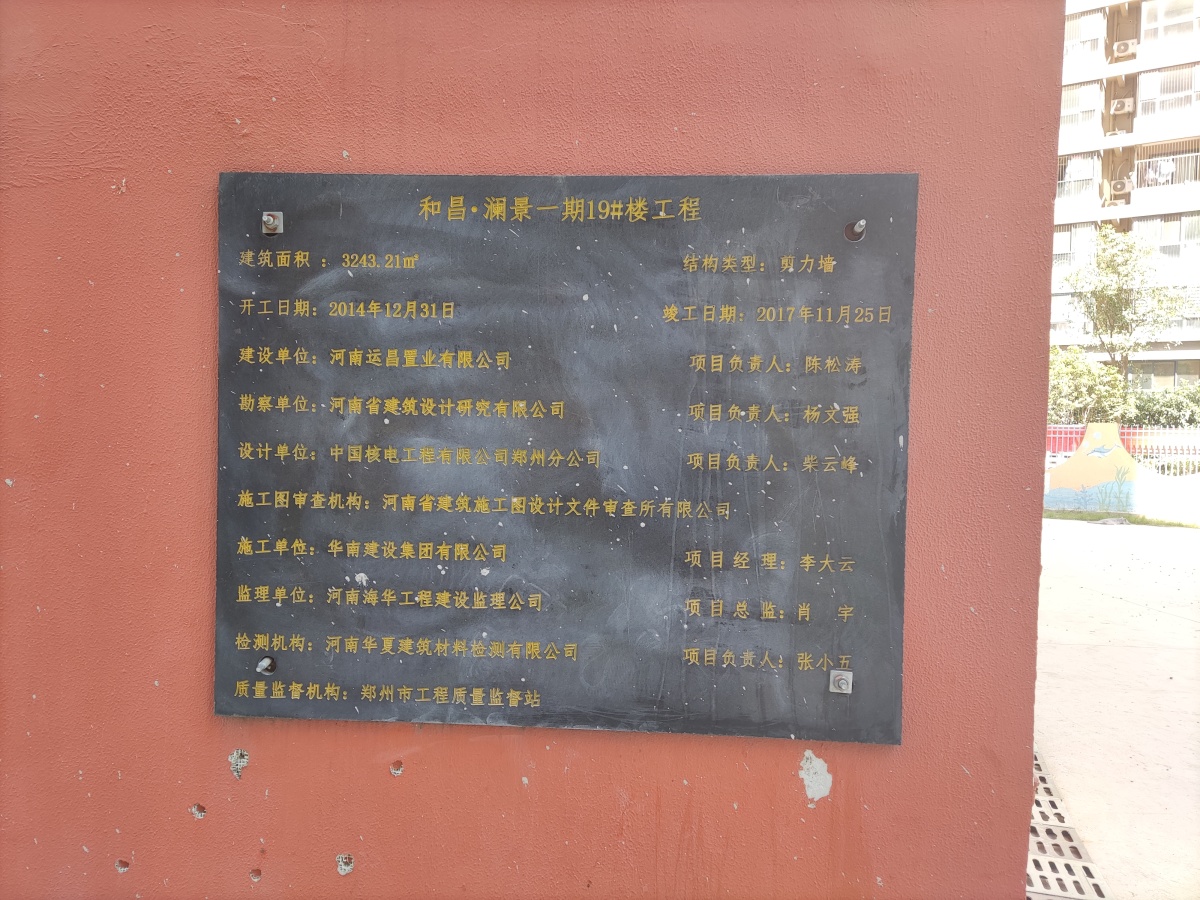 和昌·澜景一期19#楼工程
建筑面积 ： 3243.21㎡ 结构类型：剪力墙
开工日期：2014年12月31日 竣工日期：2017年11月25日
建设单位：河南运昌置业有限公司 项目负责人：陈松涛
勘察单位：河南省建筑设计研究有限公司 项目负责人：杨文强
设计单位：中国核电工程有限公司郑州分公司 项目负责人：柴云峰
施工图审查机构：河南省建筑施工图设计文件审查所有限公司
施工单位：华南建设集团有限公司 项目经理：李大云
监理单位：河南海华工程建设监理公司 项目总监：肖 宇
检测机构：河南华夏建筑材料检测有限公司 项目负责人：张小五
质量监督机构：郑州市工程质量监督站